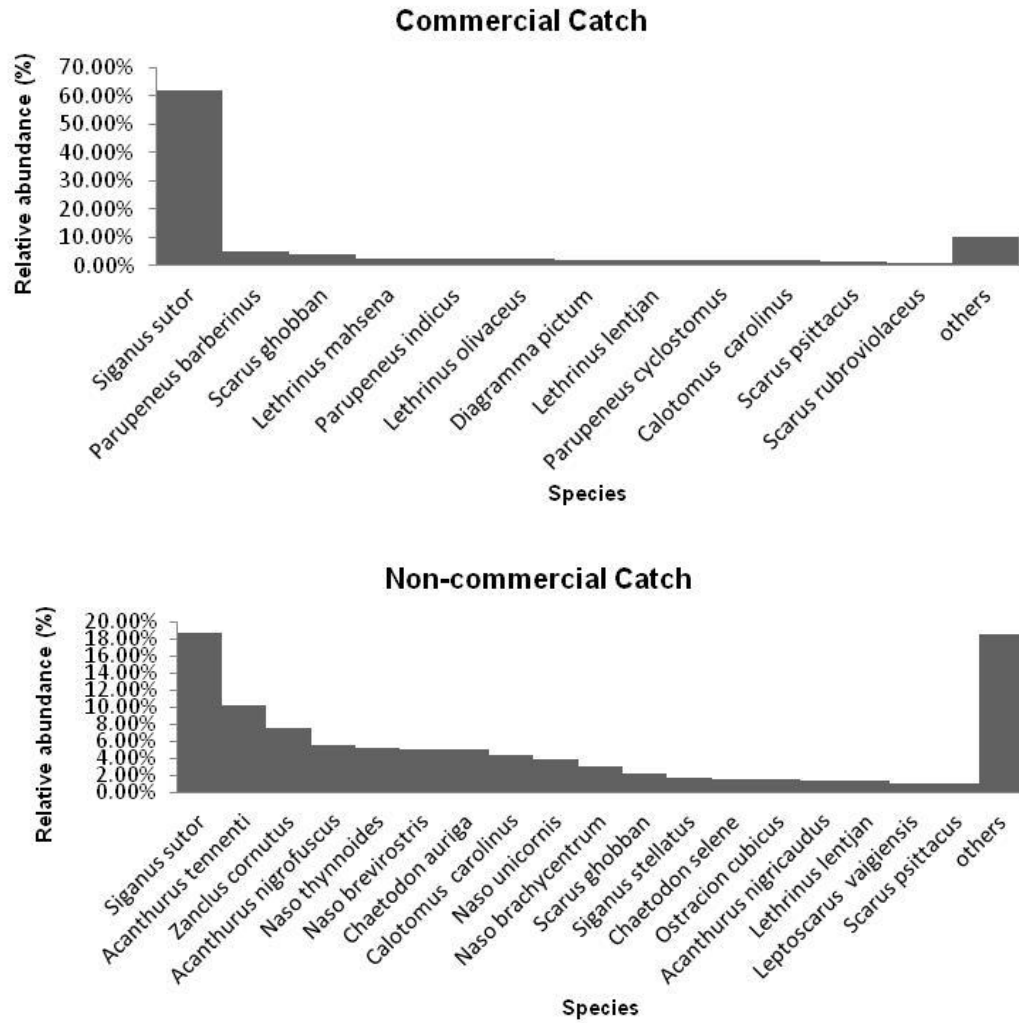 Commercial Catch
Relative abundance (%)
70.00%
60.00%
50.00%
40.00%
30.00%
20.00%
10.00%
0.00%
Siganus sutor
Parupeneus barberinus
Scarus ghobban
Lethrinus mahsena
Parupeneus indicus
Lethrinus olivaceus
Diagramma pictum
Lethrinus lentjan
Parupeneus cyclostomus
Calotomus carolinus
Scarus psittacus
Scarus rubroviolaceus
others
Species
Non-commercial Catch
Relative abundance (%)
20.00%
18.00%
16.00%
14.00%
12.00%
10.00%
8.00%
6.00%
4.00%
2.00%
0.00%
Siganus sutor
Acanthurus tennenti
Zanclus cornutus
Acanthurus nigrofuscus
Naso thynnoides
Naso brevirostris
Chaetodon auriga
Calotomus carolinus
Naso unicornis
Naso brachycentrum
Scarus ghobban
Siganus stellatus
Chaetodon selene
Ostracion cubicus
Acanthurus nigricaudus
Lethrinus lentjan
Leptoscarus vaigiensis
Scarus psittacus
others
Species